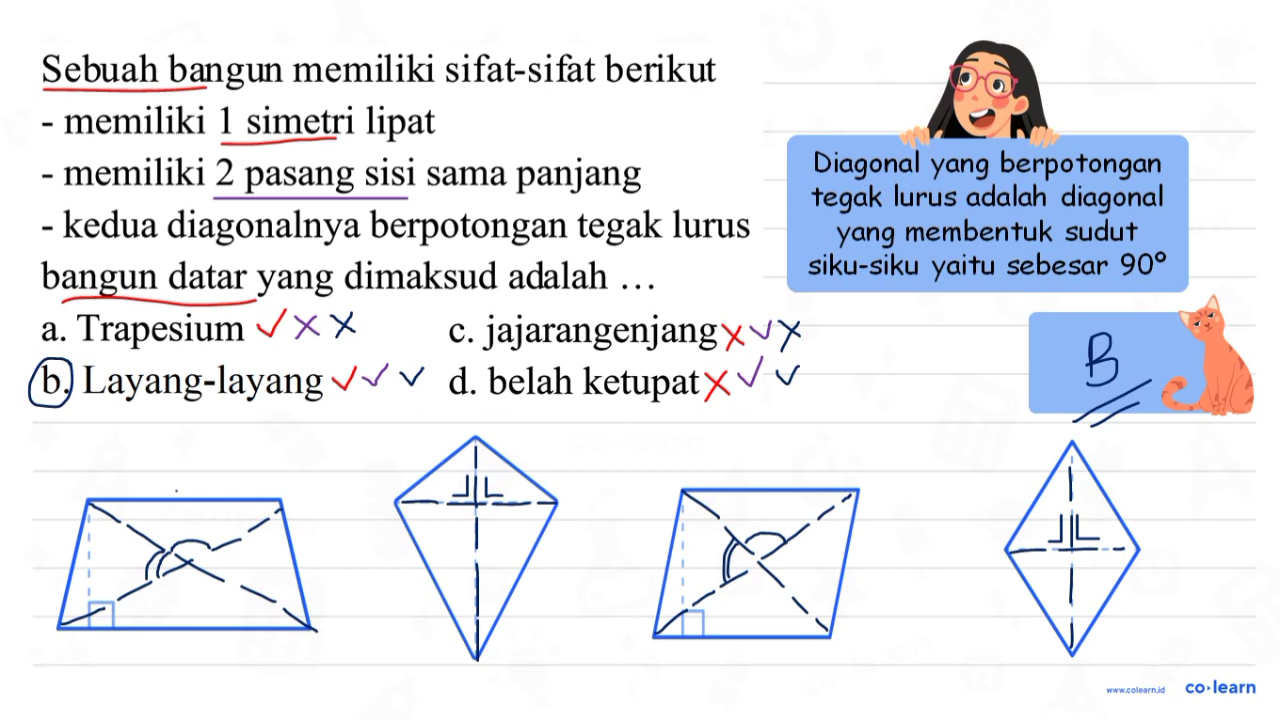 Sebuah bangun memiliki sifat-sifat berikut
- memiliki 1 simetri lipat
- memiliki 2 pasang sisi sama panjang
- kedua diagonalnya berpotongan tegak lurus
bangun datar yang dimaksud adalah ...
a. Trapesium ✓ × ×
b. Layang-layang ✓ ✓ ✓
c. jajarangenjang × ✓ ×
d. belah ketupat × ✓ ✓
Diagonal yang berpotongan
tegak lurus adalah diagonal
yang membentuk sudut
siku-siku yaitu sebesar 90°
B
www.colearn.id
co·learn